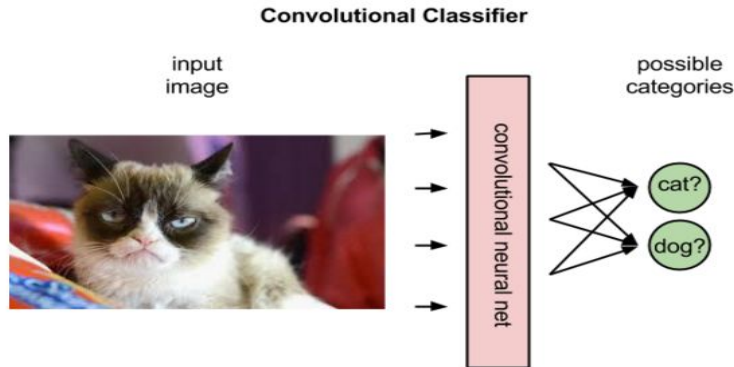 Convolutional Classifier
input
image
possible
categories
convolutional neural net
cat?
dog?